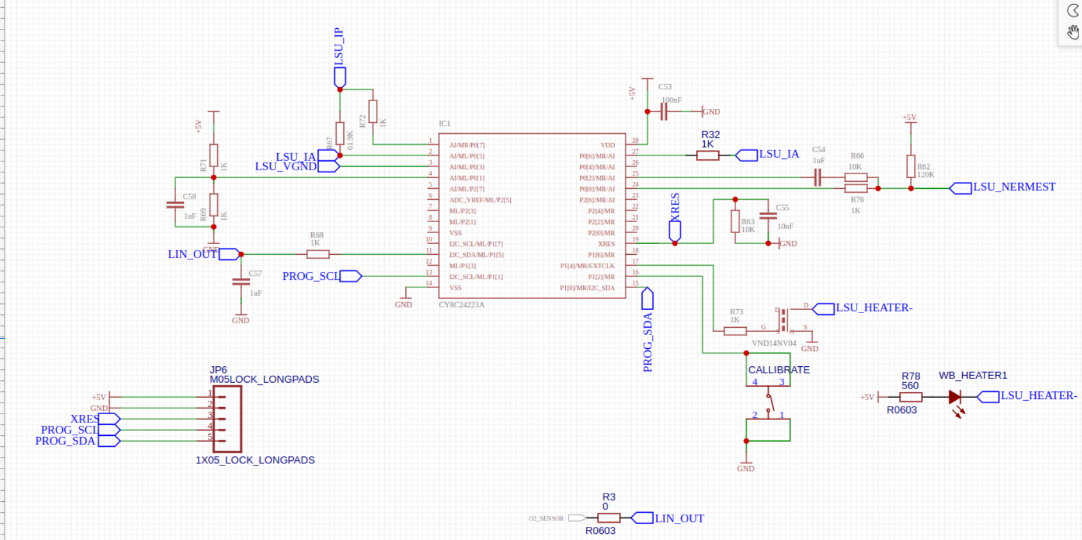 LSU_IP
+5V
C53
100nF
GND
R72
1K
R67
61.9K
IC1
+5V
R71
1K
LSU_IA
LSU_VGND
R32
1K
LSU_IA
+5V
C54
1uF
R66
10K
R62
120K
R76
1K
LSU_NERMEST
C58
1uF
R69
1K
GND
1 AI/MR/P0[7]
2 AI/ML/P0[5]
3 AI/ML/P0[3]
4 AI/ML/P0[1]
5 AI/ML/P2[7]
6 ADC_VREF/ML/P2[5]
7 ML/P2[3]
8 ML/P2[1]
9 VSS
10 I2C_SCL/ML/P1[7]
11 I2C_SDA/ML/P1[5]
12 ML/P1[3]
13 I2C_SCL/ML/P1[1]
14 VSS
VDD 28
P0[6]/MR/AI 27
P0[4]/MR/AI 26
P0[2]/MR/AI 25
P0[0]/MR/AI 24
P2[6]/MR/AI 23
P2[4]/MR 22
P2[2]/MR 21
P2[0]/MR 20
XRES 19
P1[6]/MR 18
P1[4]/MR/EXTCLK 17
P1[2]/MR 16
P1[0]/MR/I2C_SDA 15
CY8C24223A
XRES
R63
10K
C55
10nF
GND
LIN_OUT
R68
1K
C57
1uF
GND
PROG_SCL
GND
PROG_SDA
R73
1K
G
D
D
S
VND14NV04
LSU_HEATER-
GND
CALLIBRATE
4 3
2 1
GND
JP6
M05LOCK_LONGPADS
+5V 1
GND 2
XRES 3
PROG_SCL 4
PROG_SDA 5
1X05_LOCK_LONGPADS
+5V
R78
560
R0603
WB_HEATER1
LSU_HEATER-
O2_SENSOR
R3
0
R0603
LIN_OUT